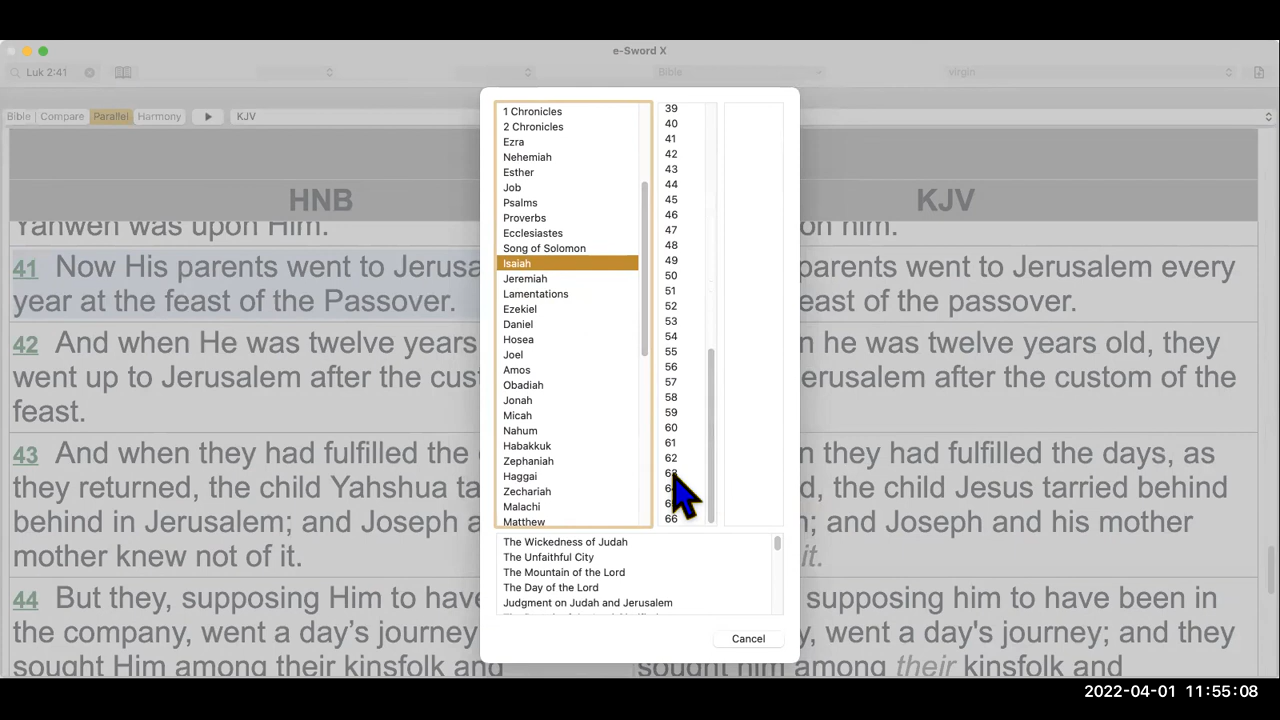 e-Sword X
Luk 2:41
Bible
virgin
Bible Compare Parallel Harmony
KJV
HNB
KJV
Yahweh was upon Him.
on him.
41 Now His parents went to Jerusa
year at the feast of the Passover.
42 And when He was twelve years
went up to Jerusalem after the cus
feast.
43 And when they had fulfilled the
they returned, the child Yahshua ta
behind in Jerusalem; and Joseph a
mother knew not of it.
44 But they, supposing Him to have
the company, went a day's journey
sought Him among their kinsfolk and
parents went to Jerusalem every
east of the passover.
n he was twelve years old, they
erusalem after the custom of the
n they had fulfilled the days, as
d, the child Jesus tarried behind
; and Joseph and his mother
it.
supposing him to have been in
y, went a day's journey; and they
sought him among their kinsfolk and
1 Chronicles
2 Chronicles
Ezra
Nehemiah
Esther
Job
Psalms
Proverbs
Ecclesiastes
Song of Solomon
Isaiah
Jeremiah
Lamentations
Ezekiel
Daniel
Hosea
Joel
Amos
Obadiah
Jonah
Micah
Nahum
Habakkuk
Zephaniah
Haggai
Zechariah
Malachi
Matthew
39
40
41
42
43
44
45
46
47
48
49
50
51
52
53
54
55
56
57
58
59
60
61
62
66
The Wickedness of Judah
The Unfaithful City
The Mountain of the Lord
The Day of the Lord
Judgment on Judah and Jerusalem
Cancel
2022-04-01 11:55:08